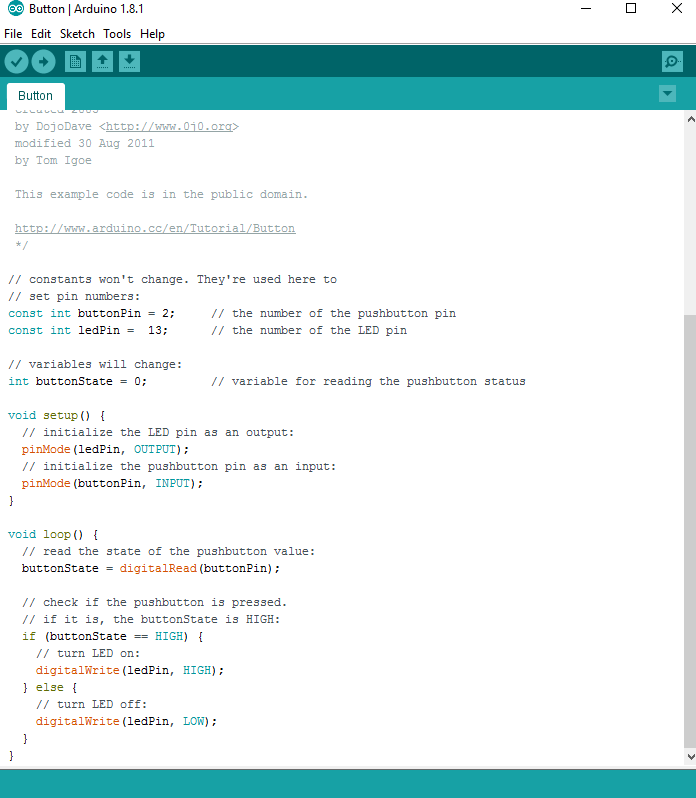 Button | Arduino 1.8.1
File Edit Sketch Tools Help
Button
created 2005
by DojoDave <http://www.0j0.org>
modified 30 Aug 2011
by Tom Igoe
This example code is in the public domain.
http://www.arduino.cc/en/Tutorial/Button
*/
// constants won't change. They're used here to
// set pin numbers:
const int buttonPin = 2;     // the number of the pushbutton pin
const int ledPin =  13;      // the number of the LED pin
// variables will change:
int buttonState = 0;         // variable for reading the pushbutton status
void setup() {
  // initialize the LED pin as an output:
  pinMode(ledPin, OUTPUT);
  // initialize the pushbutton pin as an input:
  pinMode(buttonPin, INPUT);
}
void loop() {
  // read the state of the pushbutton value:
  buttonState = digitalRead(buttonPin);
  // check if the pushbutton is pressed.
  // if it is, the buttonState is HIGH:
  if (buttonState == HIGH) {
    // turn LED on:
    digitalWrite(ledPin, HIGH);
  } else {
    // turn LED off:
    digitalWrite(ledPin, LOW);
  }
}